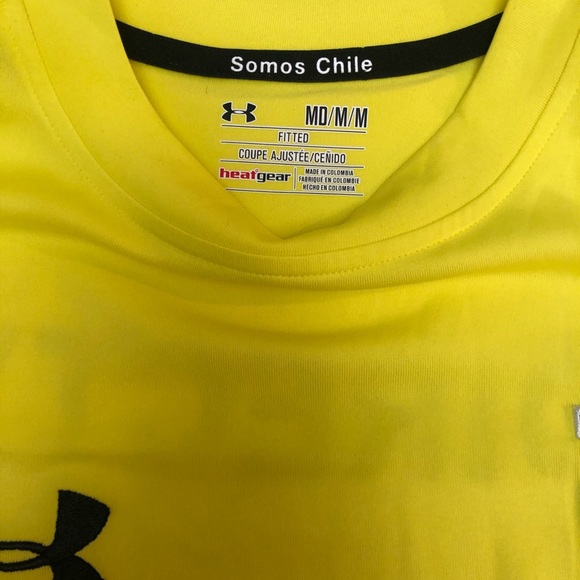 Somos Chile
MD/M/M
FITTED
COUPE AJUSTÉE/CEÑIDO
heatgear
MADE IN COLOMBIA
FABRIQUÉ EN COLOMBIE
HECHO EN COLOMBIA